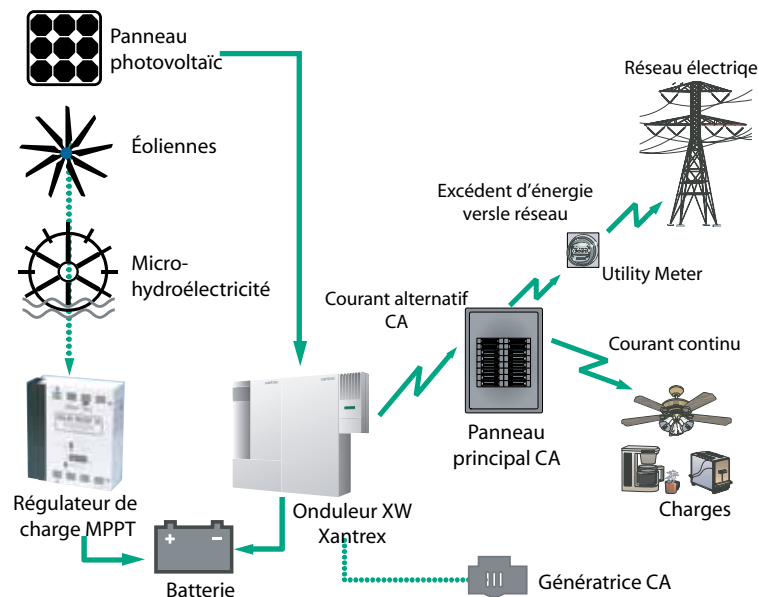 Panneau
photovoltaïc
Réseau électriqe
Éoliennes
Excédent d'énergie
versle réseau
Micro-
hydroélectricité
Utility Meter
Courant alternatif
CA
Courant continu
Panneau
principal CA
Régulateur de
charge MPPT
Onduleur XW
Xantrex
Charges
Batterie
Génératrice CA